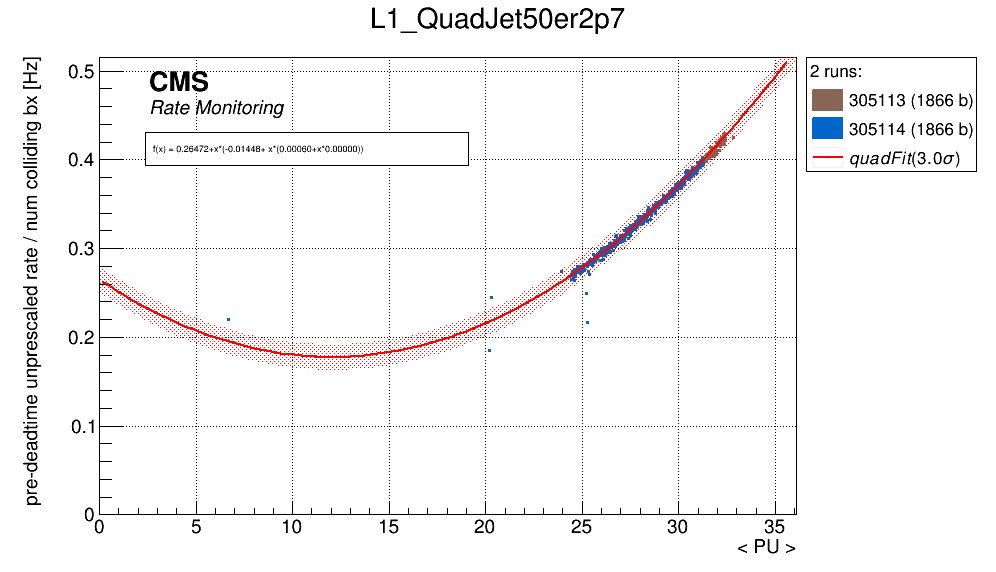 L1_QuadJet50er2p7
pre-deadtime unprescaled rate / num colliding bx [Hz]
CMS
Rate Monitoring
f(x) = 0.26472+x*(-0.01448+ x*(0.00060+x*0.00000))
0.5
0.4
0.3
0.2
0.1
0
0 5 10 15 20 25 30 35
< PU >
2 runs:
305113 (1866 b)
305114 (1866 b)
quadFit(3.0σ)